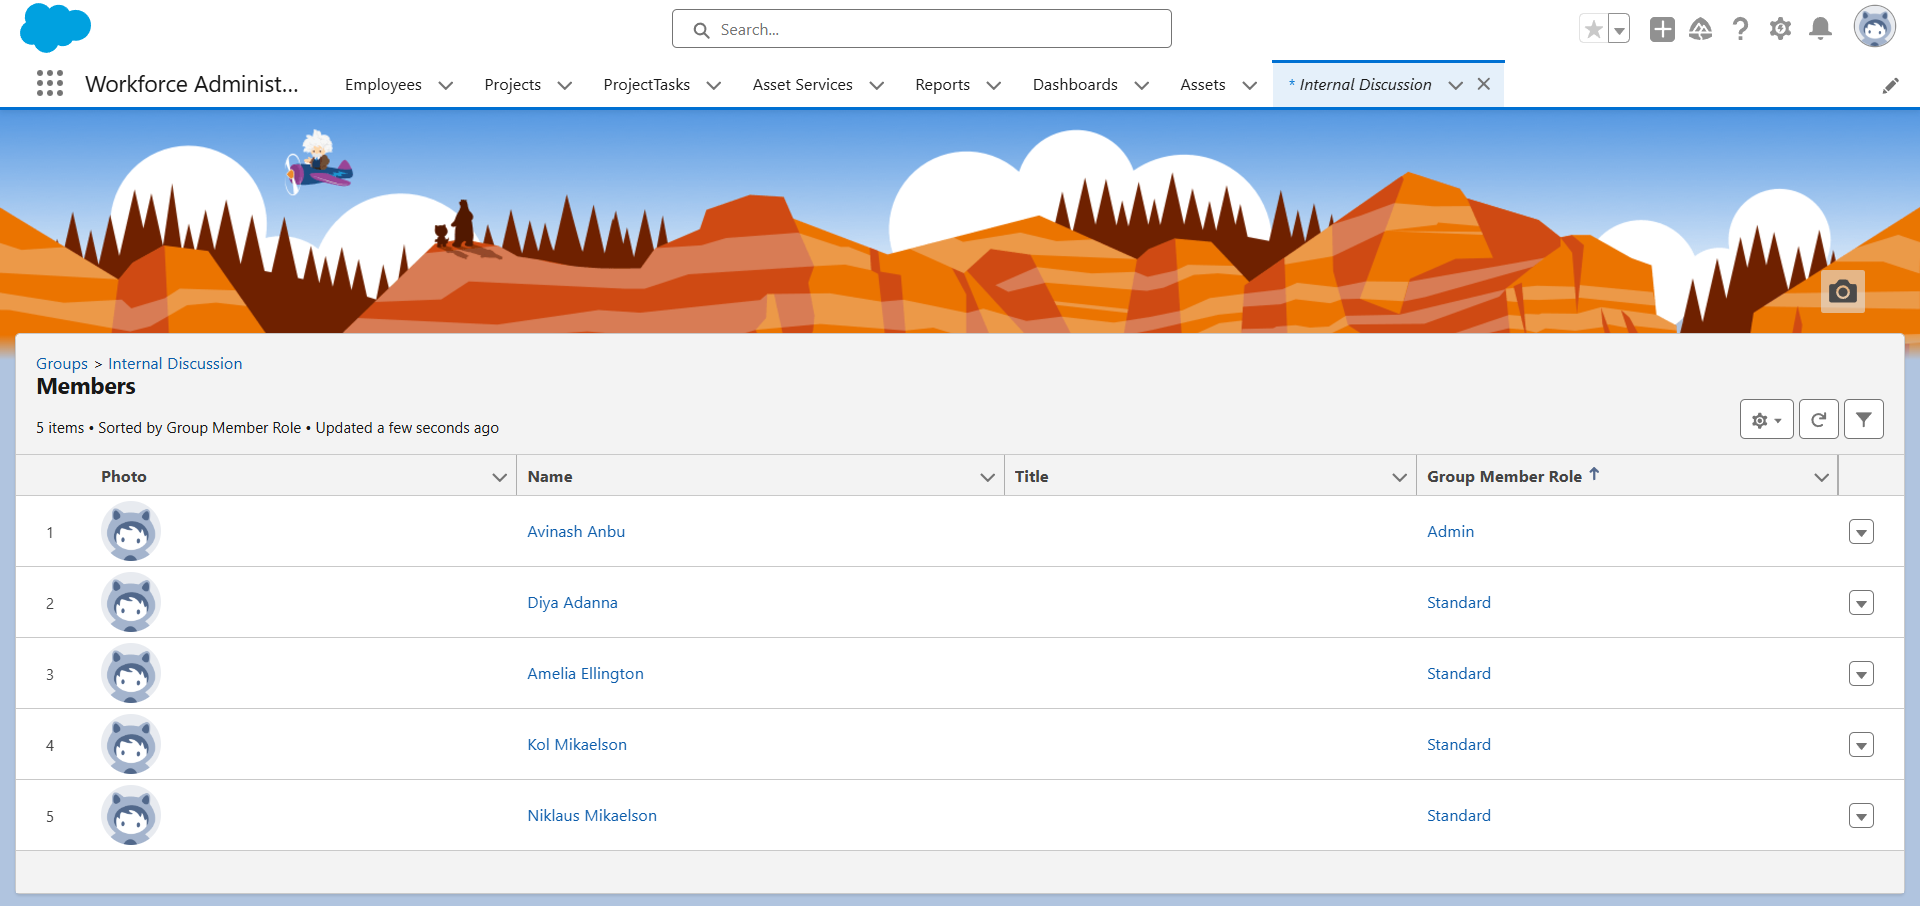 Search...
Workforce Administ...
Employees
Projects
ProjectTasks
Asset Services
Reports
Dashboards
Assets
* Internal Discussion
Groups > Internal Discussion
Members
5 items • Sorted by Group Member Role • Updated a few seconds ago
Photo
Name
Title
Group Member Role
1
Avinash Anbu
Admin
2
Diya Adanna
Standard
3
Amelia Ellington
Standard
4
Kol Mikaelson
Standard
5
Niklaus Mikaelson
Standard